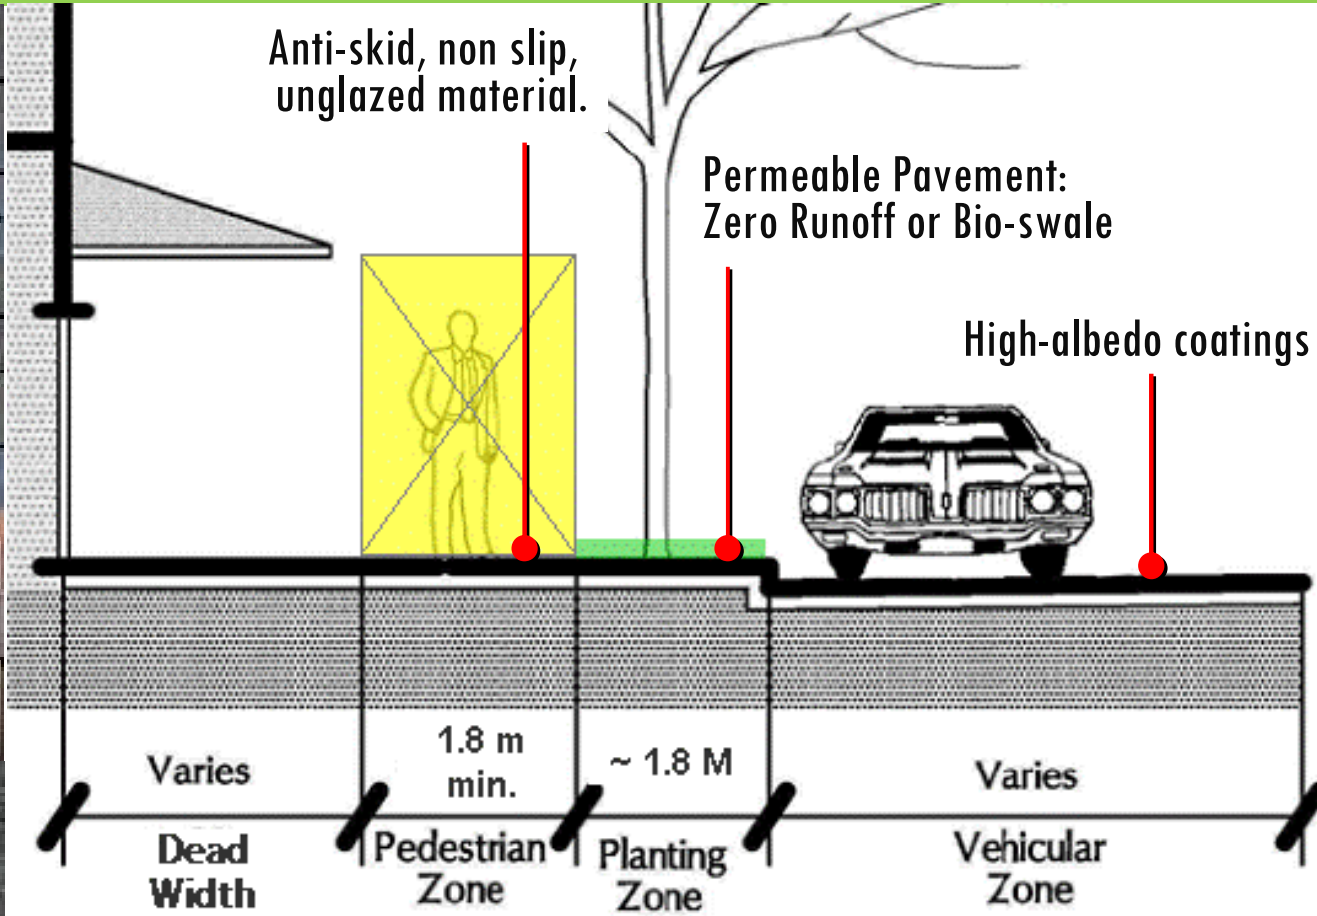 Anti-skid, non slip,
unglazed material.
Permeable Pavement:
Zero Runoff or Bio-swale
High-albedo coatings
Varies
1.8 m
min.
~ 1.8 M
Varies
Dead
Width
Pedestrian
Zone
Planting
Zone
Vehicular
Zone